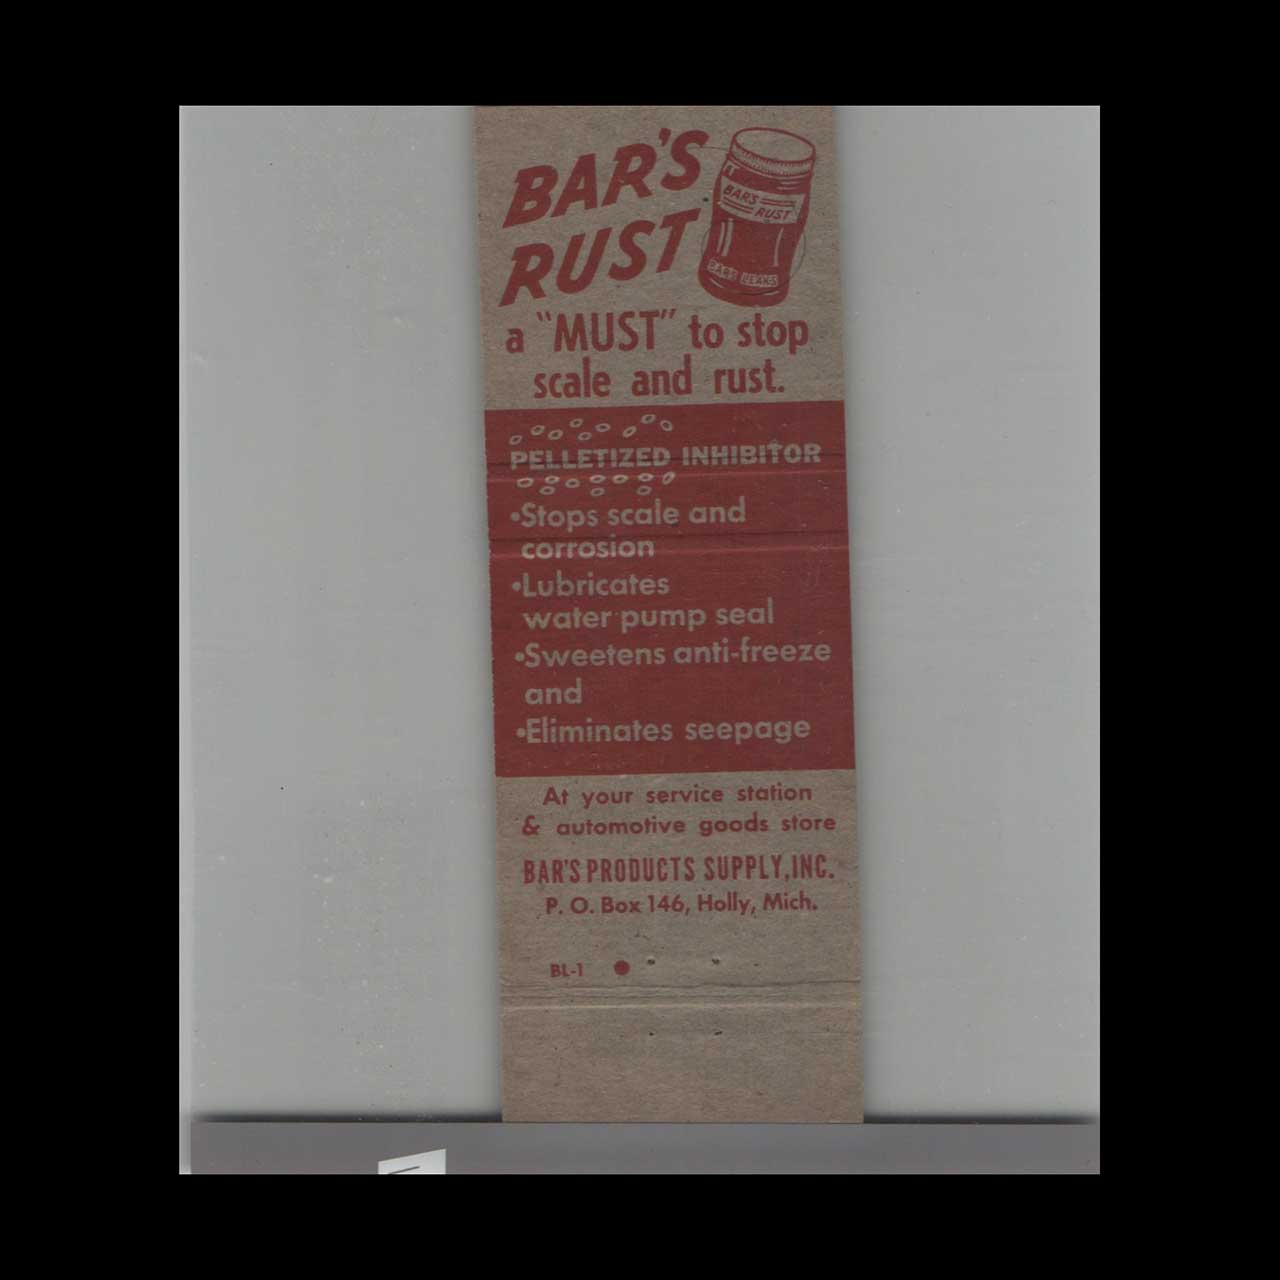 BAR'S
RUST
BAR'S
RUST
BAR'S LEAKS
a "MUST" to stop
scale and rust.
PELLETIZED INHIBITOR
•Stops scale and
corrosion
•Lubricates
water pump seal
•Sweetens anti-freeze
and
•Eliminates seepage
At your service station
& automotive goods store
BAR'S PRODUCTS SUPPLY, INC.
P. O. Box 146, Holly, Mich.
BL-1